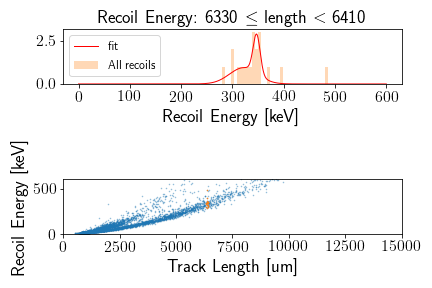 Recoil Energy: 6330 ≤ length < 6410
2.5
0.0
fit
All recoils
0 100 200 300 400 500 600
Recoil Energy [keV]
Recoil Energy [keV]
500
0
0 2500 5000 7500 10000 12500 15000
Track Length [um]